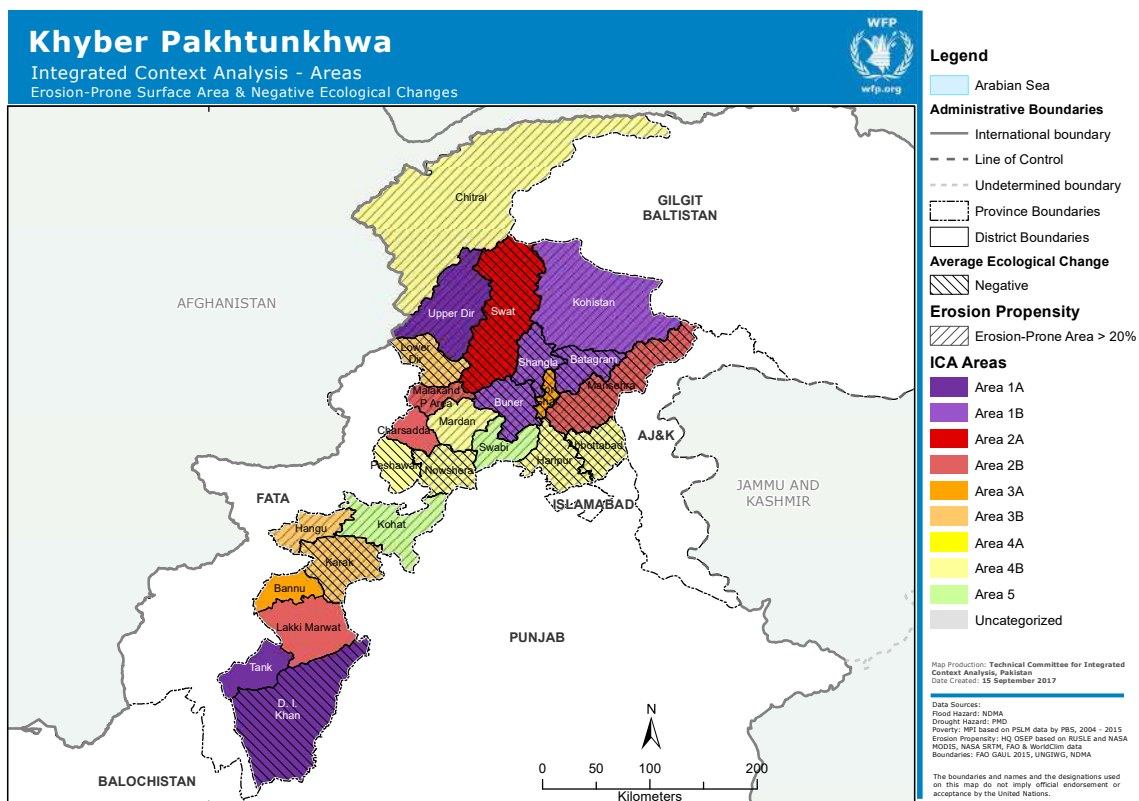 Khyber Pakhtunkhwa
Integrated Context Analysis - Areas
Erosion-Prone Surface Area & Negative Ecological Changes
WFP
wfp.org
Chitral
GILGIT
BALTISTAN
AFGHANISTAN
Upper Dir
Swat
Kohistan
Lower
Dir
Shangla
Batagram
Mansehra
Malakand
P Area
Buner
Mardan
Charsadda
Swabi
Abbottabad
Haripur
AJ&K
Peshawar
Nowshera
JAMMU AND
KASHMIR
FATA
ISLAMABAD
Hangu
Kohat
Karak
Bannu
Lakki Marwat
PUNJAB
Tank
D. I.
Khan
BALOCHISTAN
N
0 50 100 200
Kilometers
Legend
Arabian Sea
Administrative Boundaries
International boundary
Line of Control
Undetermined boundary
Province Boundaries
District Boundaries
Average Ecological Change
Negative
Erosion Propensity
Erosion-Prone Area > 20%
ICA Areas
Area 1A
Area 1B
Area 2A
Area 2B
Area 3A
Area 3B
Area 4A
Area 4B
Area 5
Uncategorized
Map Production: Technical Committee for Integrated
Context Analysis, Pakistan
Date Created: 15 September 2017
Data Sources:
Flood Hazard: NDMA
Drought Hazard: PMD
Poverty: MPI based on PSLM data by PBS, 2004 - 2015
Erosion Propensity: HQ OSEP based on RUSLE and NASA
MODIS, NASA SRTM, FAO & WorldClim data
Boundaries: FAO GAUL 2015, UNGIWG, NDMA
The boundaries and names and the designations used
on this map do not imply official endorsement or
acceptance by the United Nations.